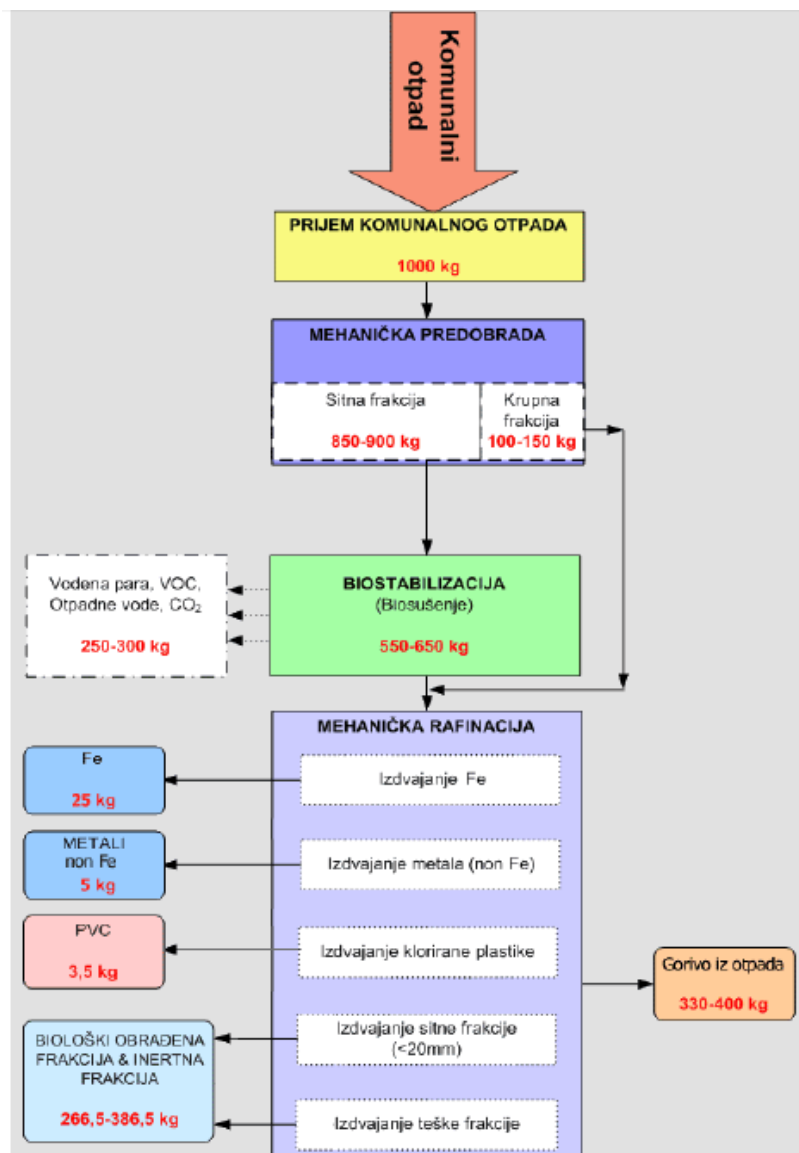 Komunalni
otpad
PRIJEM KOMUNALNOG OTPADA
1000 kg
MEHANIČKA PREDOBRADA
Sitna frakcija
850-900 kg
Krupna
frakcija
100-150 kg
Vodena para, VOC,
Otpadne vode, CO₂
250-300 kg
BIOSTABILIZACIJA
(Biosušenje)
550-650 kg
MEHANIČKA RAFINACIJA
Fe
25 kg
Izdvajanje Fe
METALI
non Fe
5 kg
Izdvajanje metala (non Fe)
PVC
3,5 kg
Izdvajanje klorirane plastike
Gorivo iz otpada
330-400 kg
BIOLOŠKI OBRAĐENA
FRAKCIJA & INERTNA
FRAKCIJA
266,5-386,5 kg
Izdvajanje sitne frakcije
(<20mm)
Izdvajanje teške frakcije